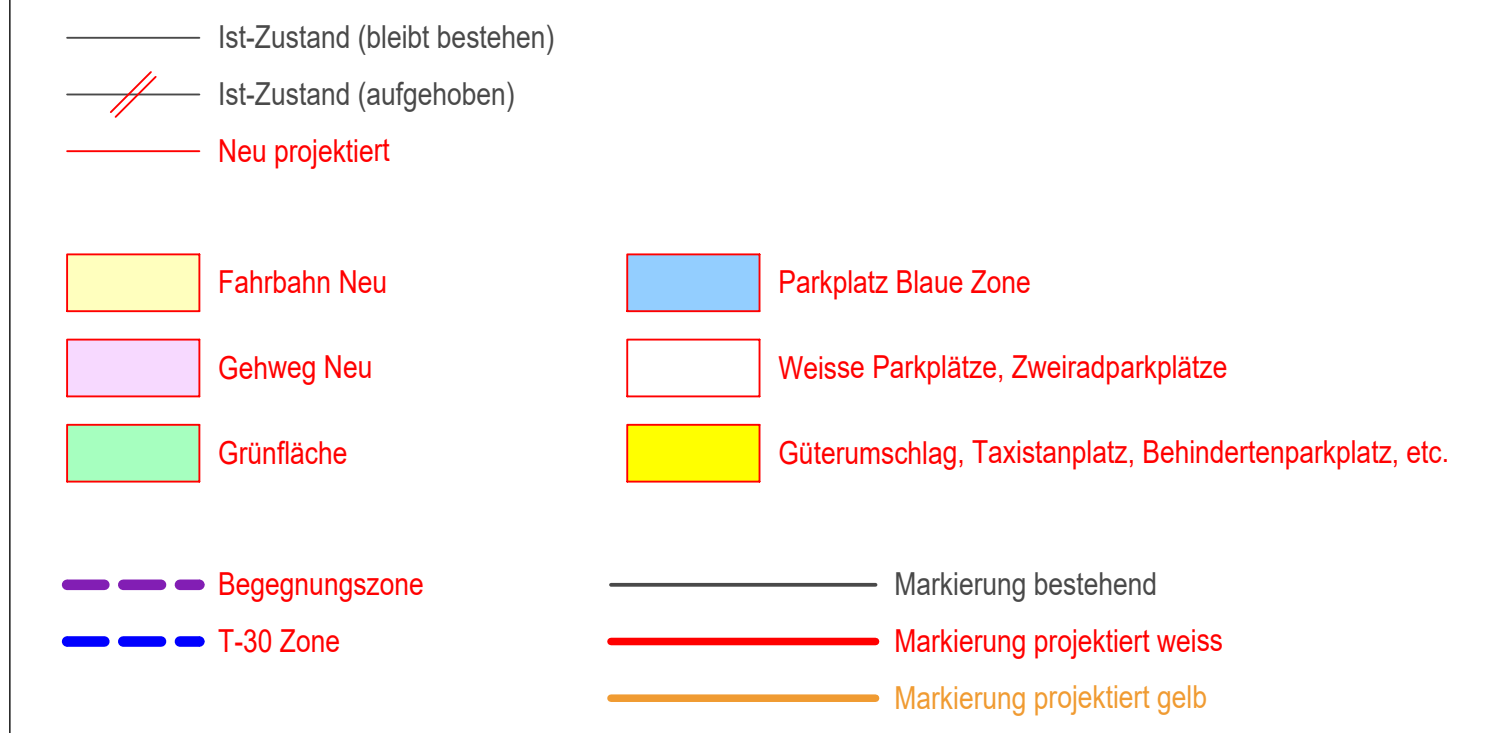 Ist-Zustand (bleibt bestehen)
Ist-Zustand (aufgehoben)
Neu projektiert
Fahrbahn Neu
Gehweg Neu
Grünfläche
Parkplatz Blaue Zone
Weisse Parkplätze, Zweiradparkplätze
Güterumschlag, Taxistanplatz, Behindertenparkplatz, etc.
Begegnungszone
T-30 Zone
Markierung bestehend
Markierung projektiert weiss
Markierung projektiert gelb